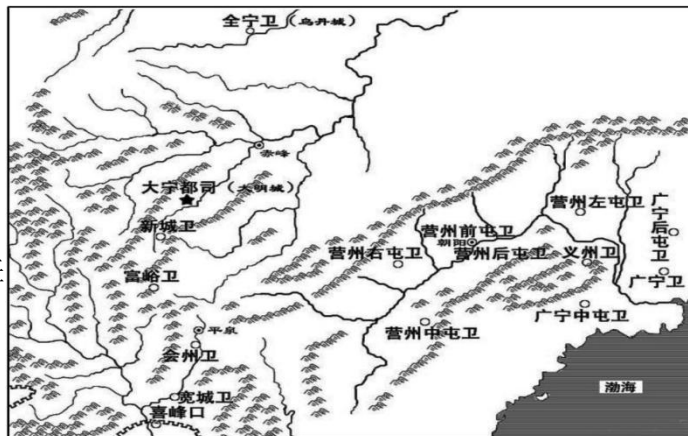 全宁卫(乌丹城)
赤峰
大宁都司(大明城)
新城卫
富峪卫
营州左屯卫
广宁后屯卫
营州前屯卫
朝阳
营州右屯卫
营州后屯卫
义州卫
广宁卫
广宁中屯卫
营州中屯卫
平泉
会州卫
宽城卫
喜峰口
渤海